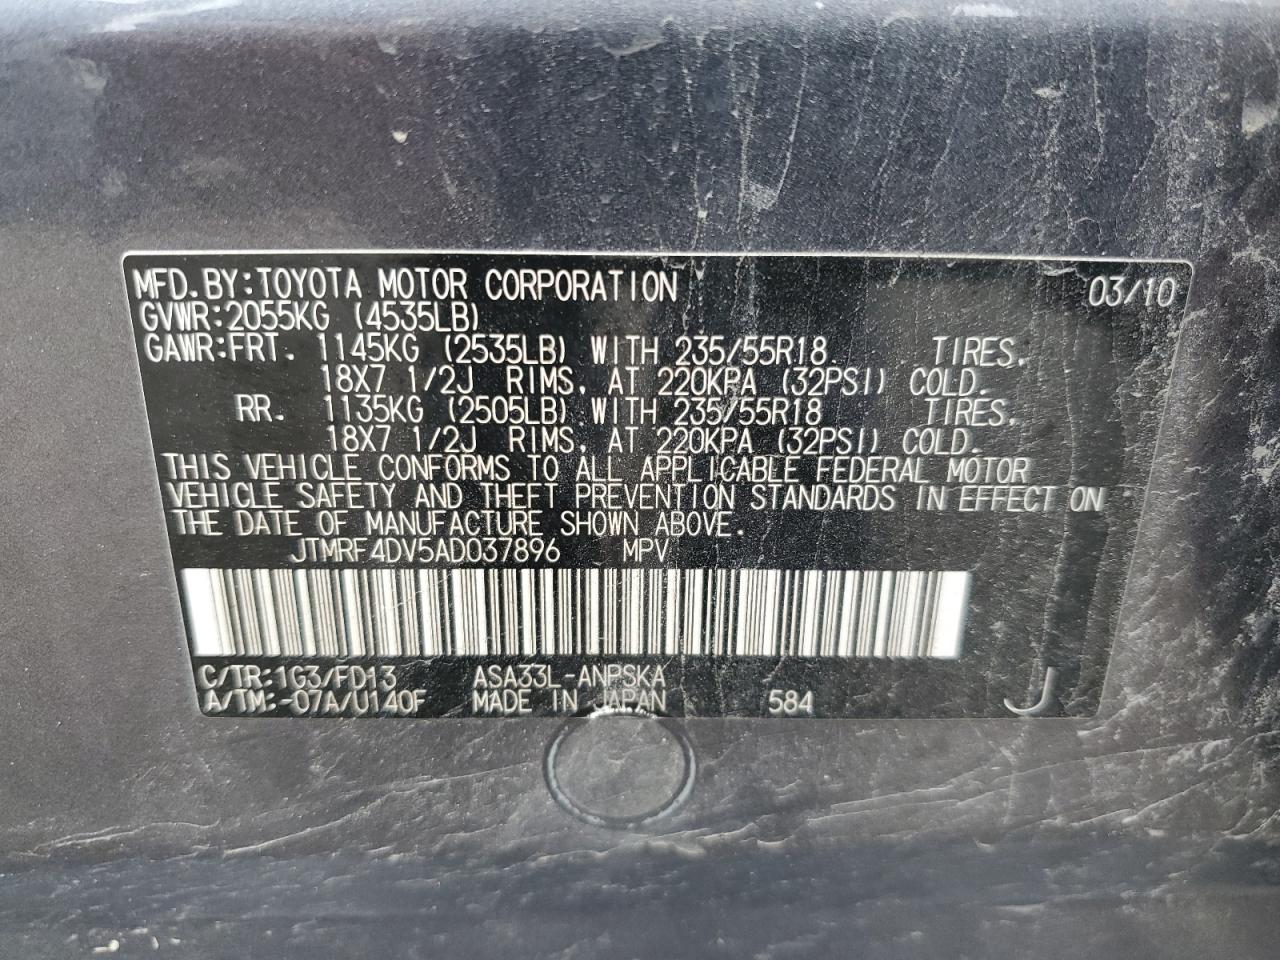 MFD.BY:TOYOTA MOTOR CORPORATION 03/10
GVWR:2055KG (4535LB)
GAWR:FRT. 1145KG (2535LB) WITH 235/55R18 TIRES,
18X7 1/2J RIMS, AT 220KPA (32PSI) COLD.
RR. 1135KG (2505LB) WITH 235/55R18 TIRES,
18X7 1/2J RIMS, AT 220KPA (32PSI) COLD.
THIS VEHICLE CONFORMS TO ALL APPLICABLE FEDERAL MOTOR
VEHICLE SAFETY AND THEFT PREVENTION STANDARDS IN EFFECT ON
THE DATE OF MANUFACTURE SHOWN ABOVE.
JTMRF4DV5AD037896 MPV
C/TR:1G3/FD13 ASA33L-ANPSKA
A/TM:-07A/U140F MADE IN JAPAN 584 J